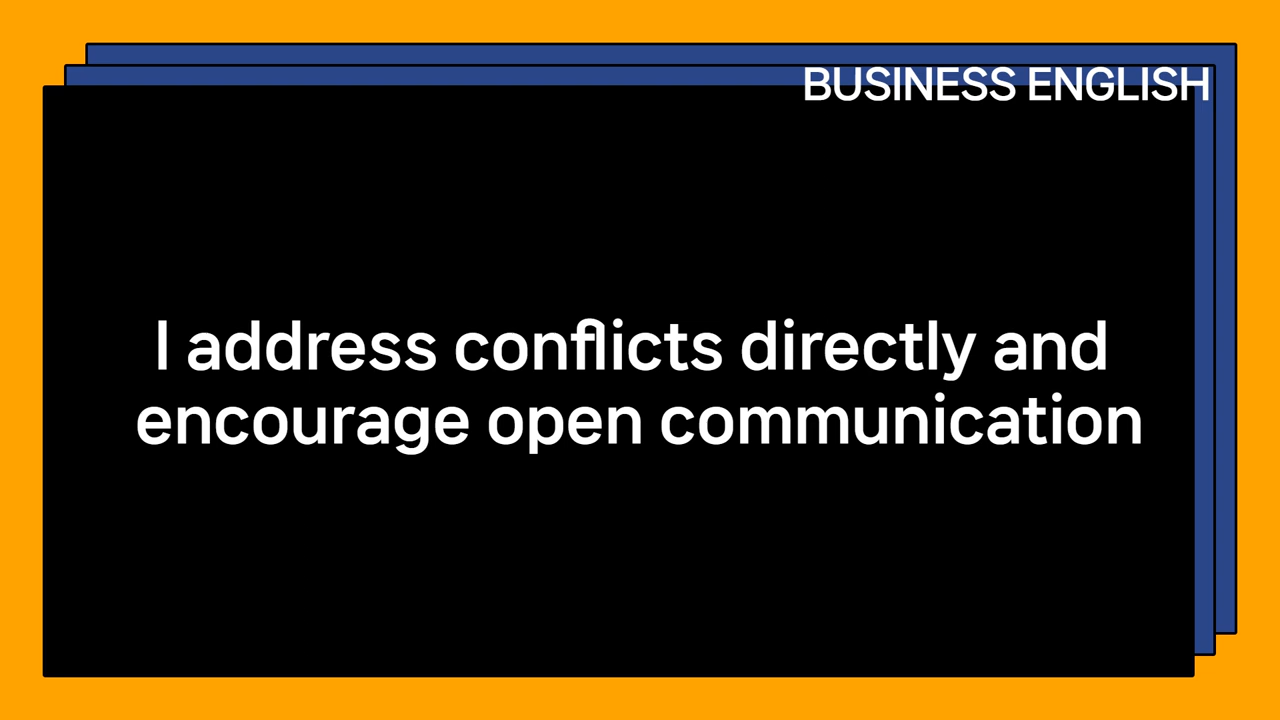 BUSINESS ENGLISH
I address conflicts directly and
encourage open communication